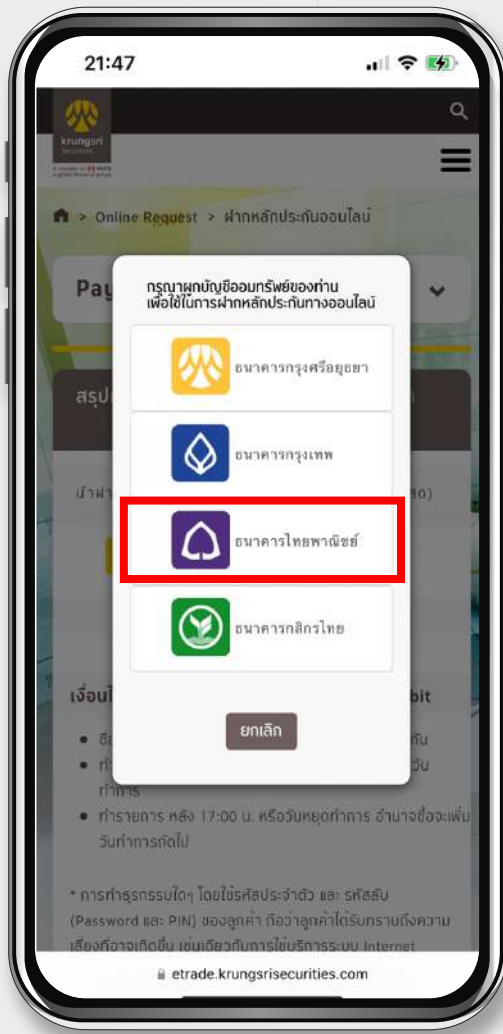 21:47
krungsri
Securities
> Online Request > ฝากหลักประกันออนไลน์
Pay
กรุณาผูกบัญชีออมทรัพย์ของท่าน
เพื่อใช้ในการฝากหลักประกันทางออนไลน์
ธนาคารกรุงศรีอยุธยา
สรุป
ธนาคารกรุงเทพ
นำฝา
ธนาคารไทยพาณิชย์
ธนาคารกสิกรไทย
เงื่อนไ
bit
ยกเลิก
กัน
วัน
ทำการ
ทำรายการ หลัง 17:00 น. หรือวันหยุดทำการ อำนาจซื้อจะเพิ่ม
วันทำการถัดไป
* การทำธุรกรรมใดๆ โดยใช้รหัสประจำตัว และ รหัสลับ
(Password และ PIN) ของลูกค้า ถือว่าลูกค้าได้รับทราบถึงความ
เสี่ยงที่อาจเกิดขึ้น เช่นเดียวกับการใช้บริการระบบ Internet
etrade.krungsrisecurities.com